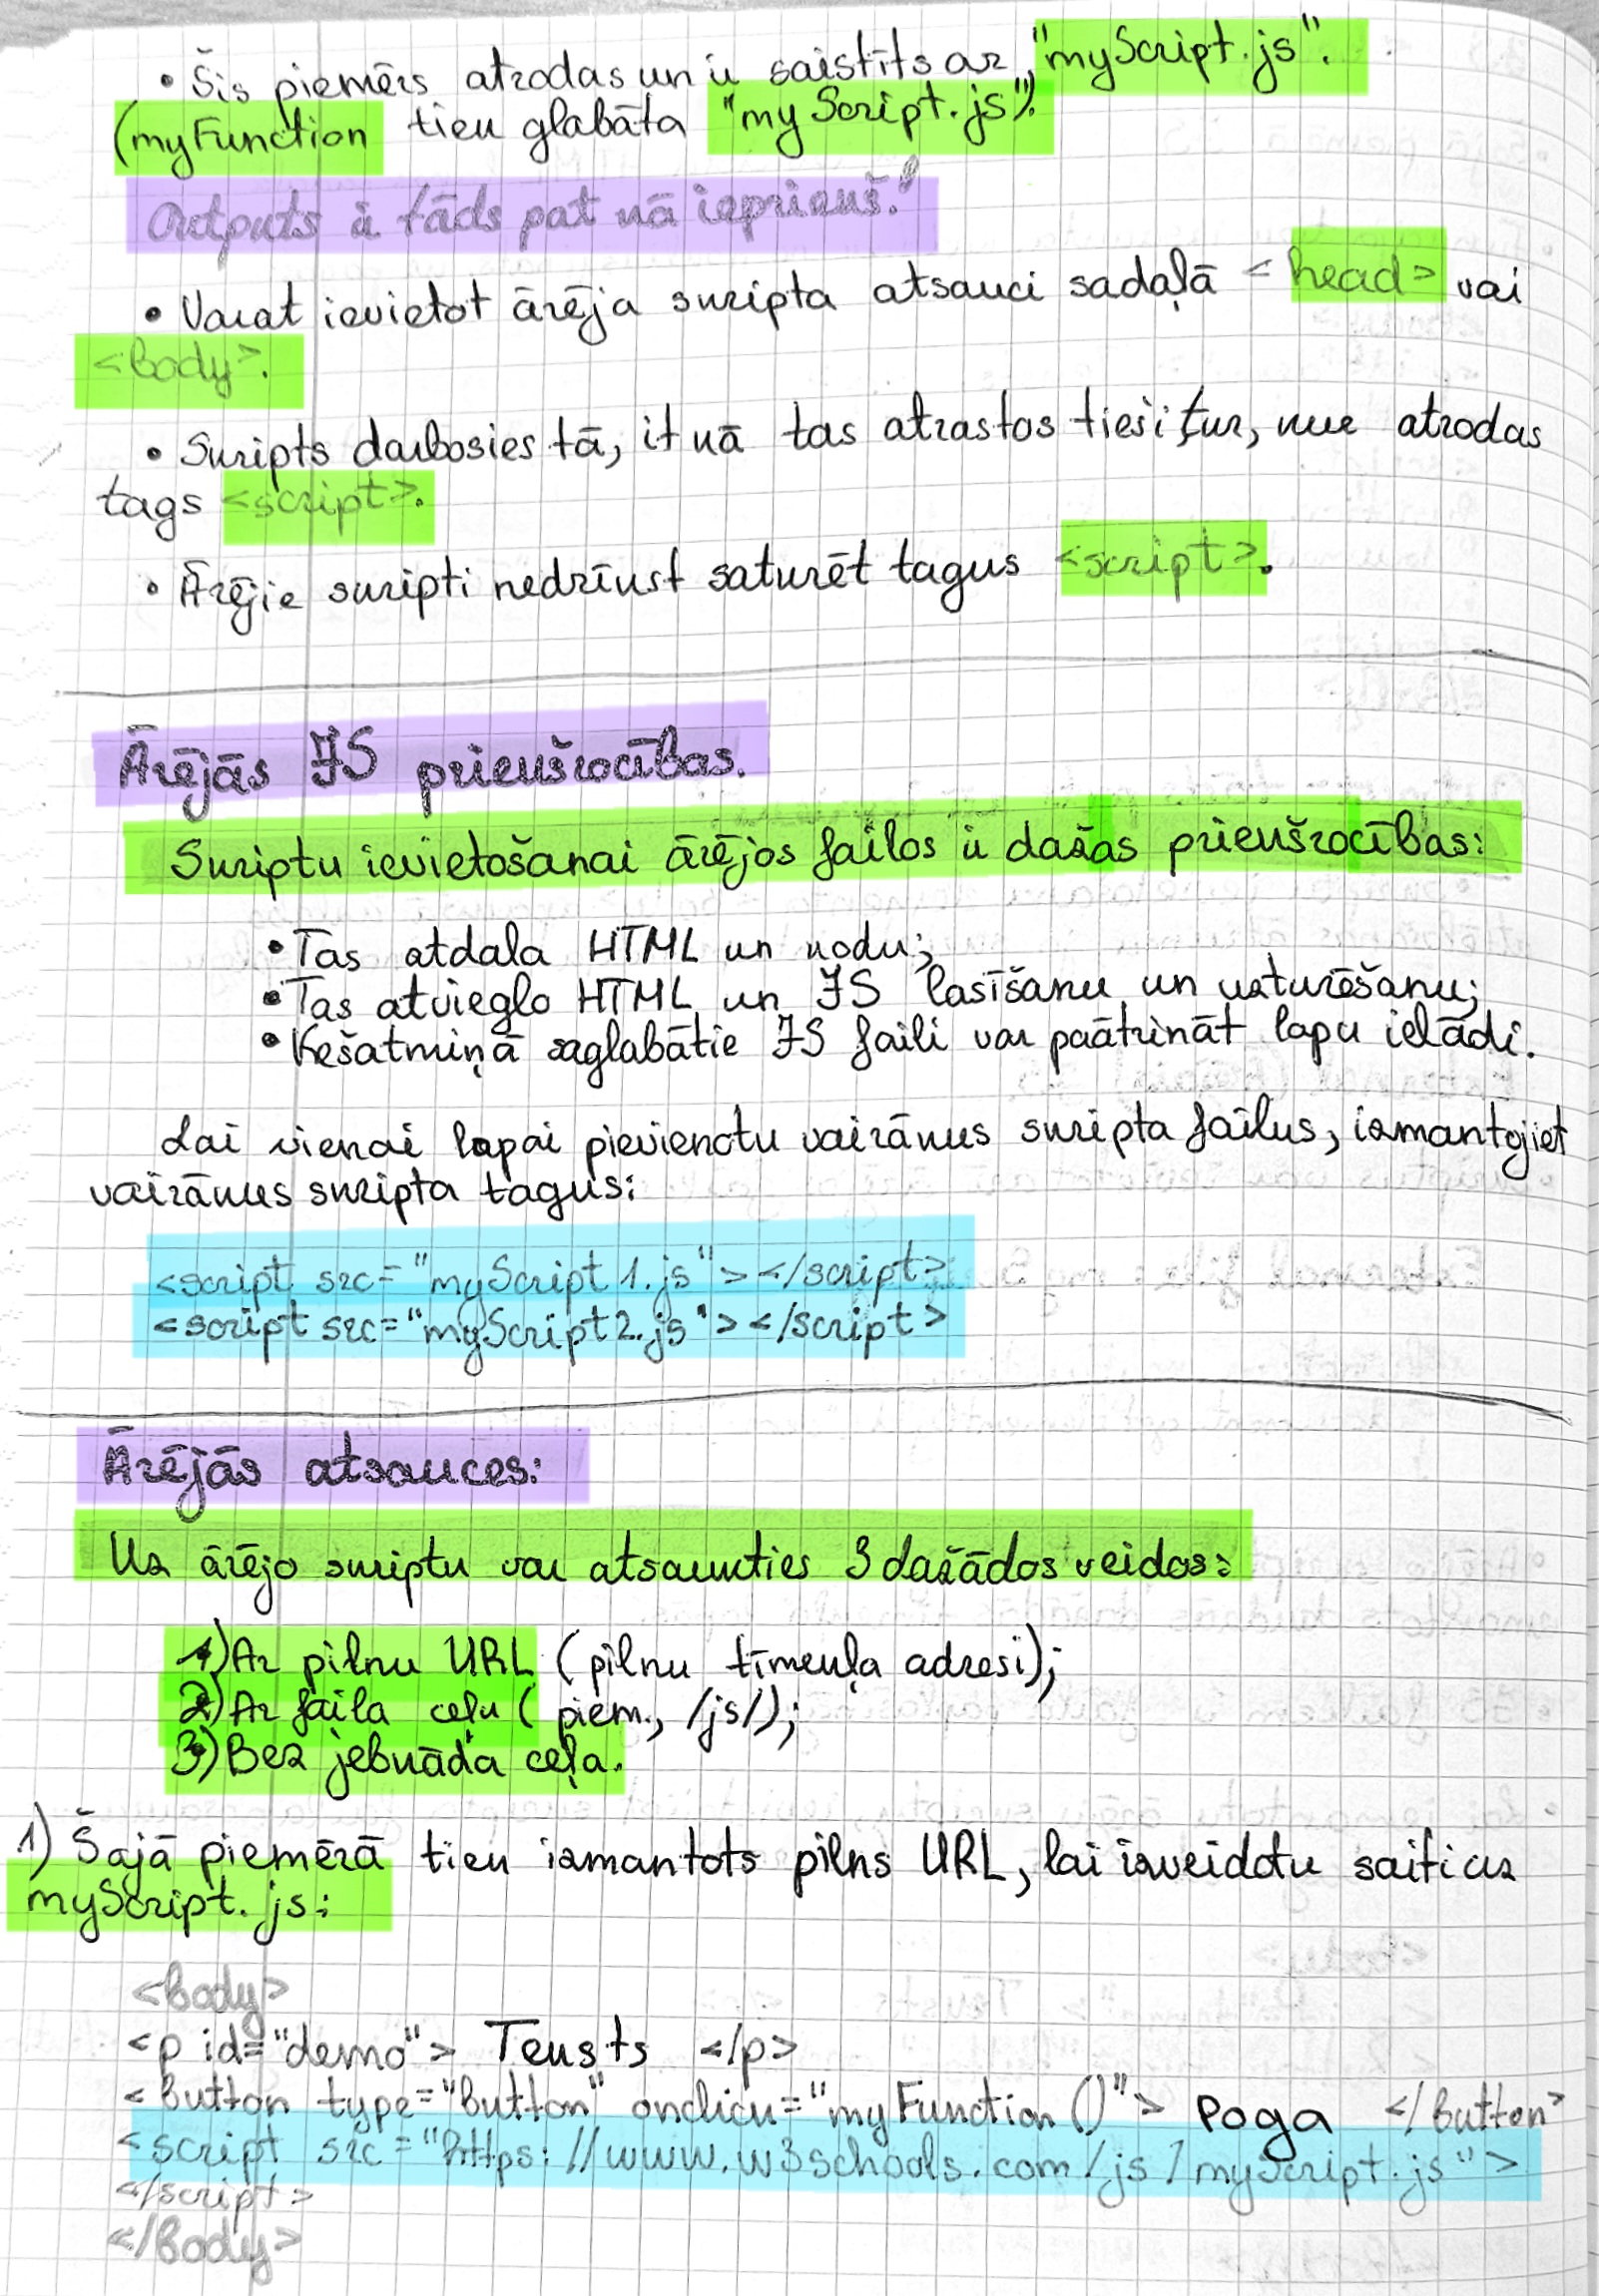 • Šis piemērs atrodas un ir saistīts ar "myScript.js".
(myFunction tiek glabāta "myScript.js").
Outputs ir tāds pat kā iepriekš!
• Varat ievietot ārēja skripta atsauci sadaļā <head> vai
<body>.
• Skripts darbosies tā, it kā tas atrastos tieši tur, kur atrodas
tags <script>.
• Ārējie skripti nedrīkst saturēt tagus <script>.
Ārējās JS priekšrocības.
Skriptu ievietošanai ārējos failos ir dažas priekšrocības:
• Tas atdala HTML un kodu;
• Tas atvieglo HTML un JS lasīšanu un uzturēšanu;
• Kešatmiņā saglabātie JS faili var paātrināt lapu ielādi.
Lai vienai lapai pievienotu vairākus skripta failus, izmantojiet
vairākus skripta tagus:
<script src="myScript1.js"></script>
<script src="myScript2.js"></script>
Ārējās atsauces:
Uz ārējo skriptu var atsaukties 3 dažādos veidos:
1) Ar pilnu URL (pilnu tīmekļa adresi);
2) Ar faila ceļu (piem., /js/);
3) Bez jebkāda ceļa.
1) Šajā piemērā tiek izmantots pilns URL, lai izveidotu saiti uz
myScript.js:
<body>
<p id="demo"> Teksts </p>
<button type="button" onclick="myFunction()"> Poga </button>
<script src="https://www.w3schools.com/js/myScript.js">
</script>
</body>